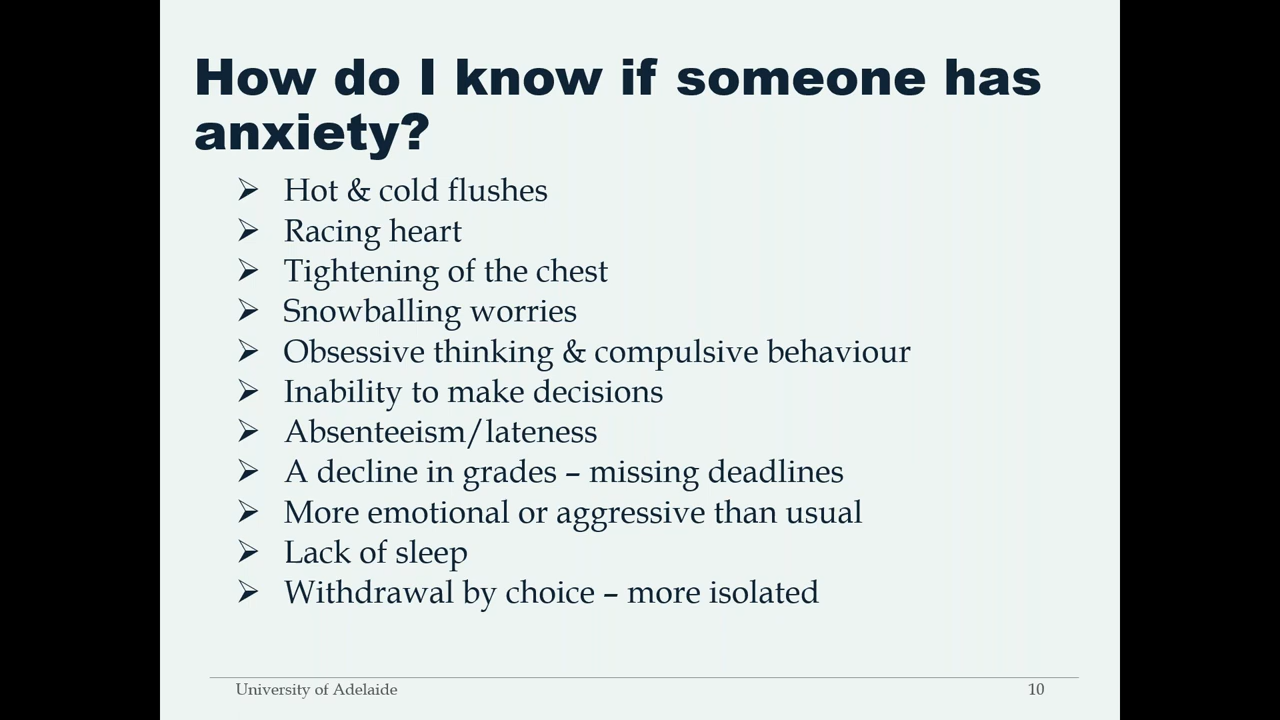 How do I know if someone has
anxiety?
➢ Hot & cold flushes
➢ Racing heart
➢ Tightening of the chest
➢ Snowballing worries
➢ Obsessive thinking & compulsive behaviour
➢ Inability to make decisions
➢ Absenteeism/lateness
➢ A decline in grades – missing deadlines
➢ More emotional or aggressive than usual
➢ Lack of sleep
➢ Withdrawal by choice – more isolated
University of Adelaide 10